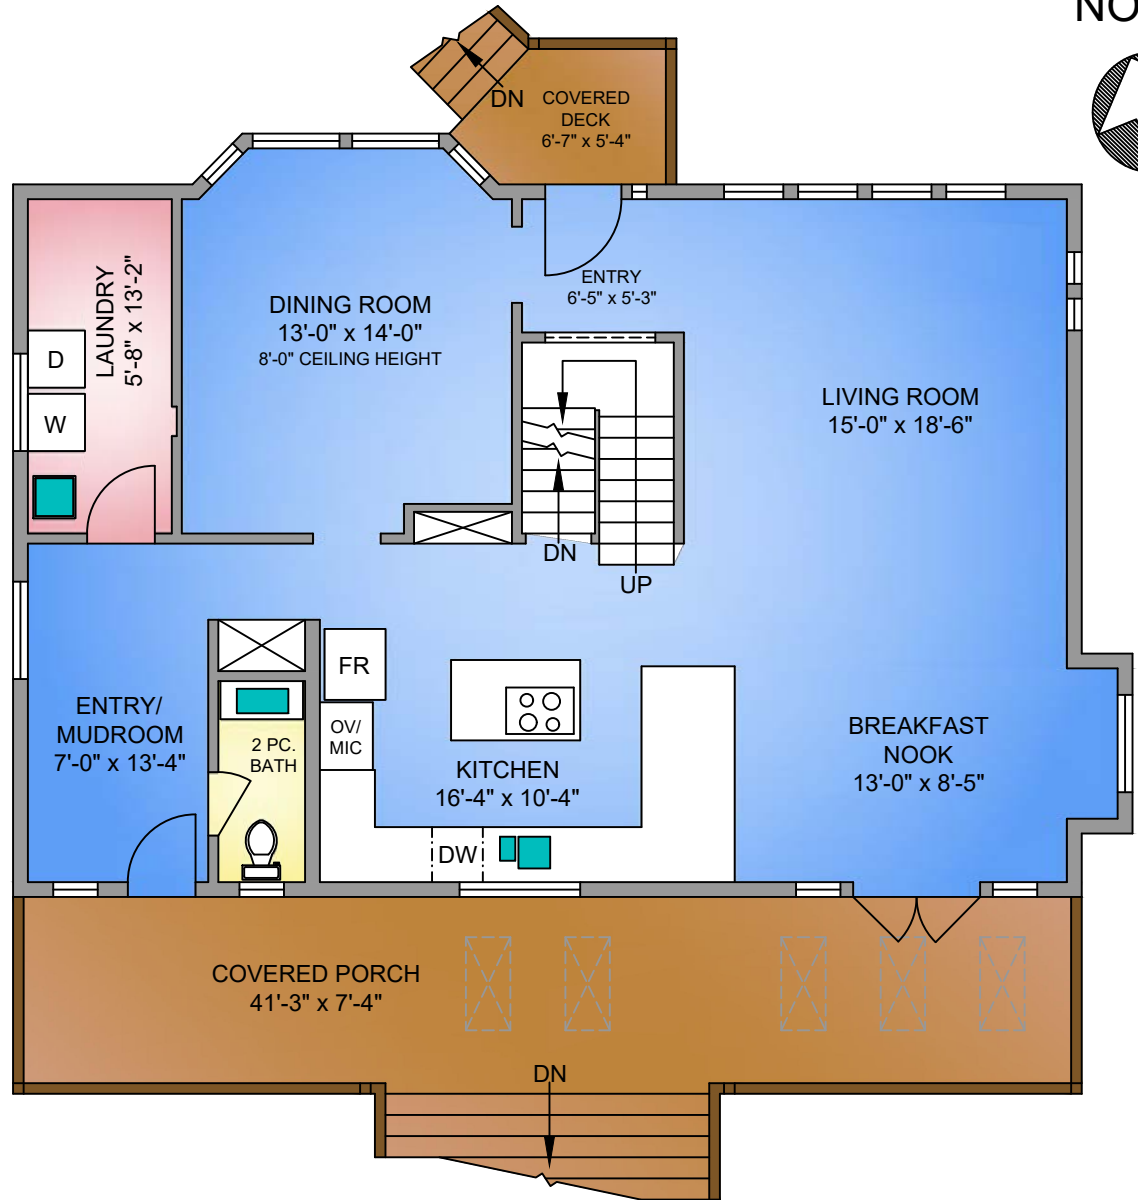 NO
DN
COVERED
DECK
6'-7" x 5'-4"
LAUNDRY
5'-8" x 13'-2"
D
W
DINING ROOM
13'-0" x 14'-0"
8'-0" CEILING HEIGHT
ENTRY
6'-5" x 5'-3"
LIVING ROOM
15'-0" x 18'-6"
DN
UP
ENTRY/
MUDROOM
7'-0" x 13'-4"
2 PC.
BATH
FR
OV/
MIC
KITCHEN
16'-4" x 10'-4"
DW
BREAKFAST
NOOK
13'-0" x 8'-5"
COVERED PORCH
41'-3" x 7'-4"
DN